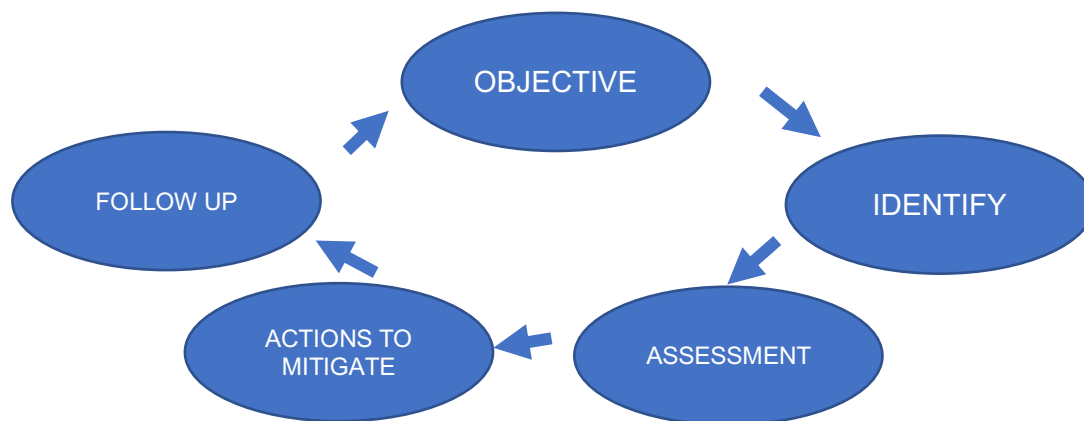 OBJECTIVE
IDENTIFY
ASSESSMENT
ACTIONS TO
MITIGATE
FOLLOW UP